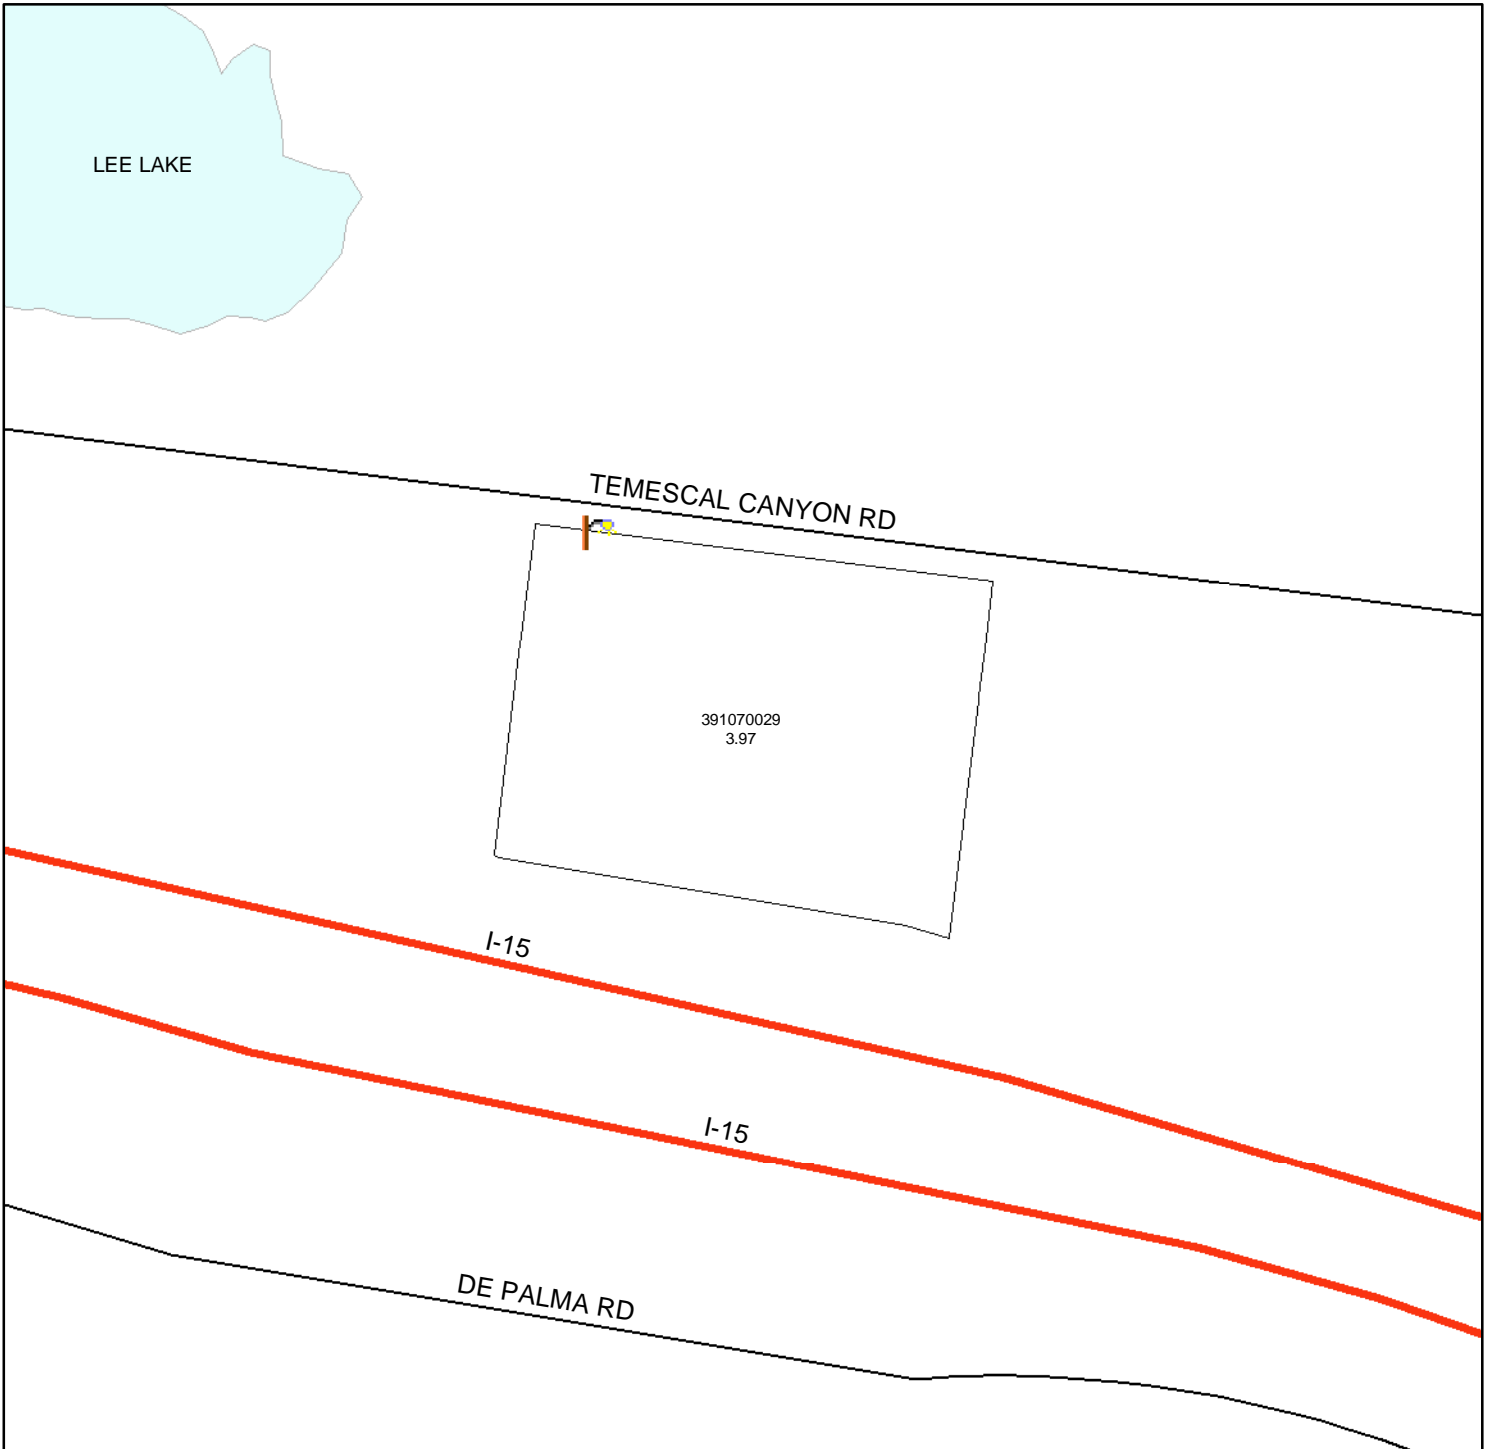 LEE LAKE
TEMESCAL CANYON RD
391070029
3.97
I-15
I-15
DE PALMA RD